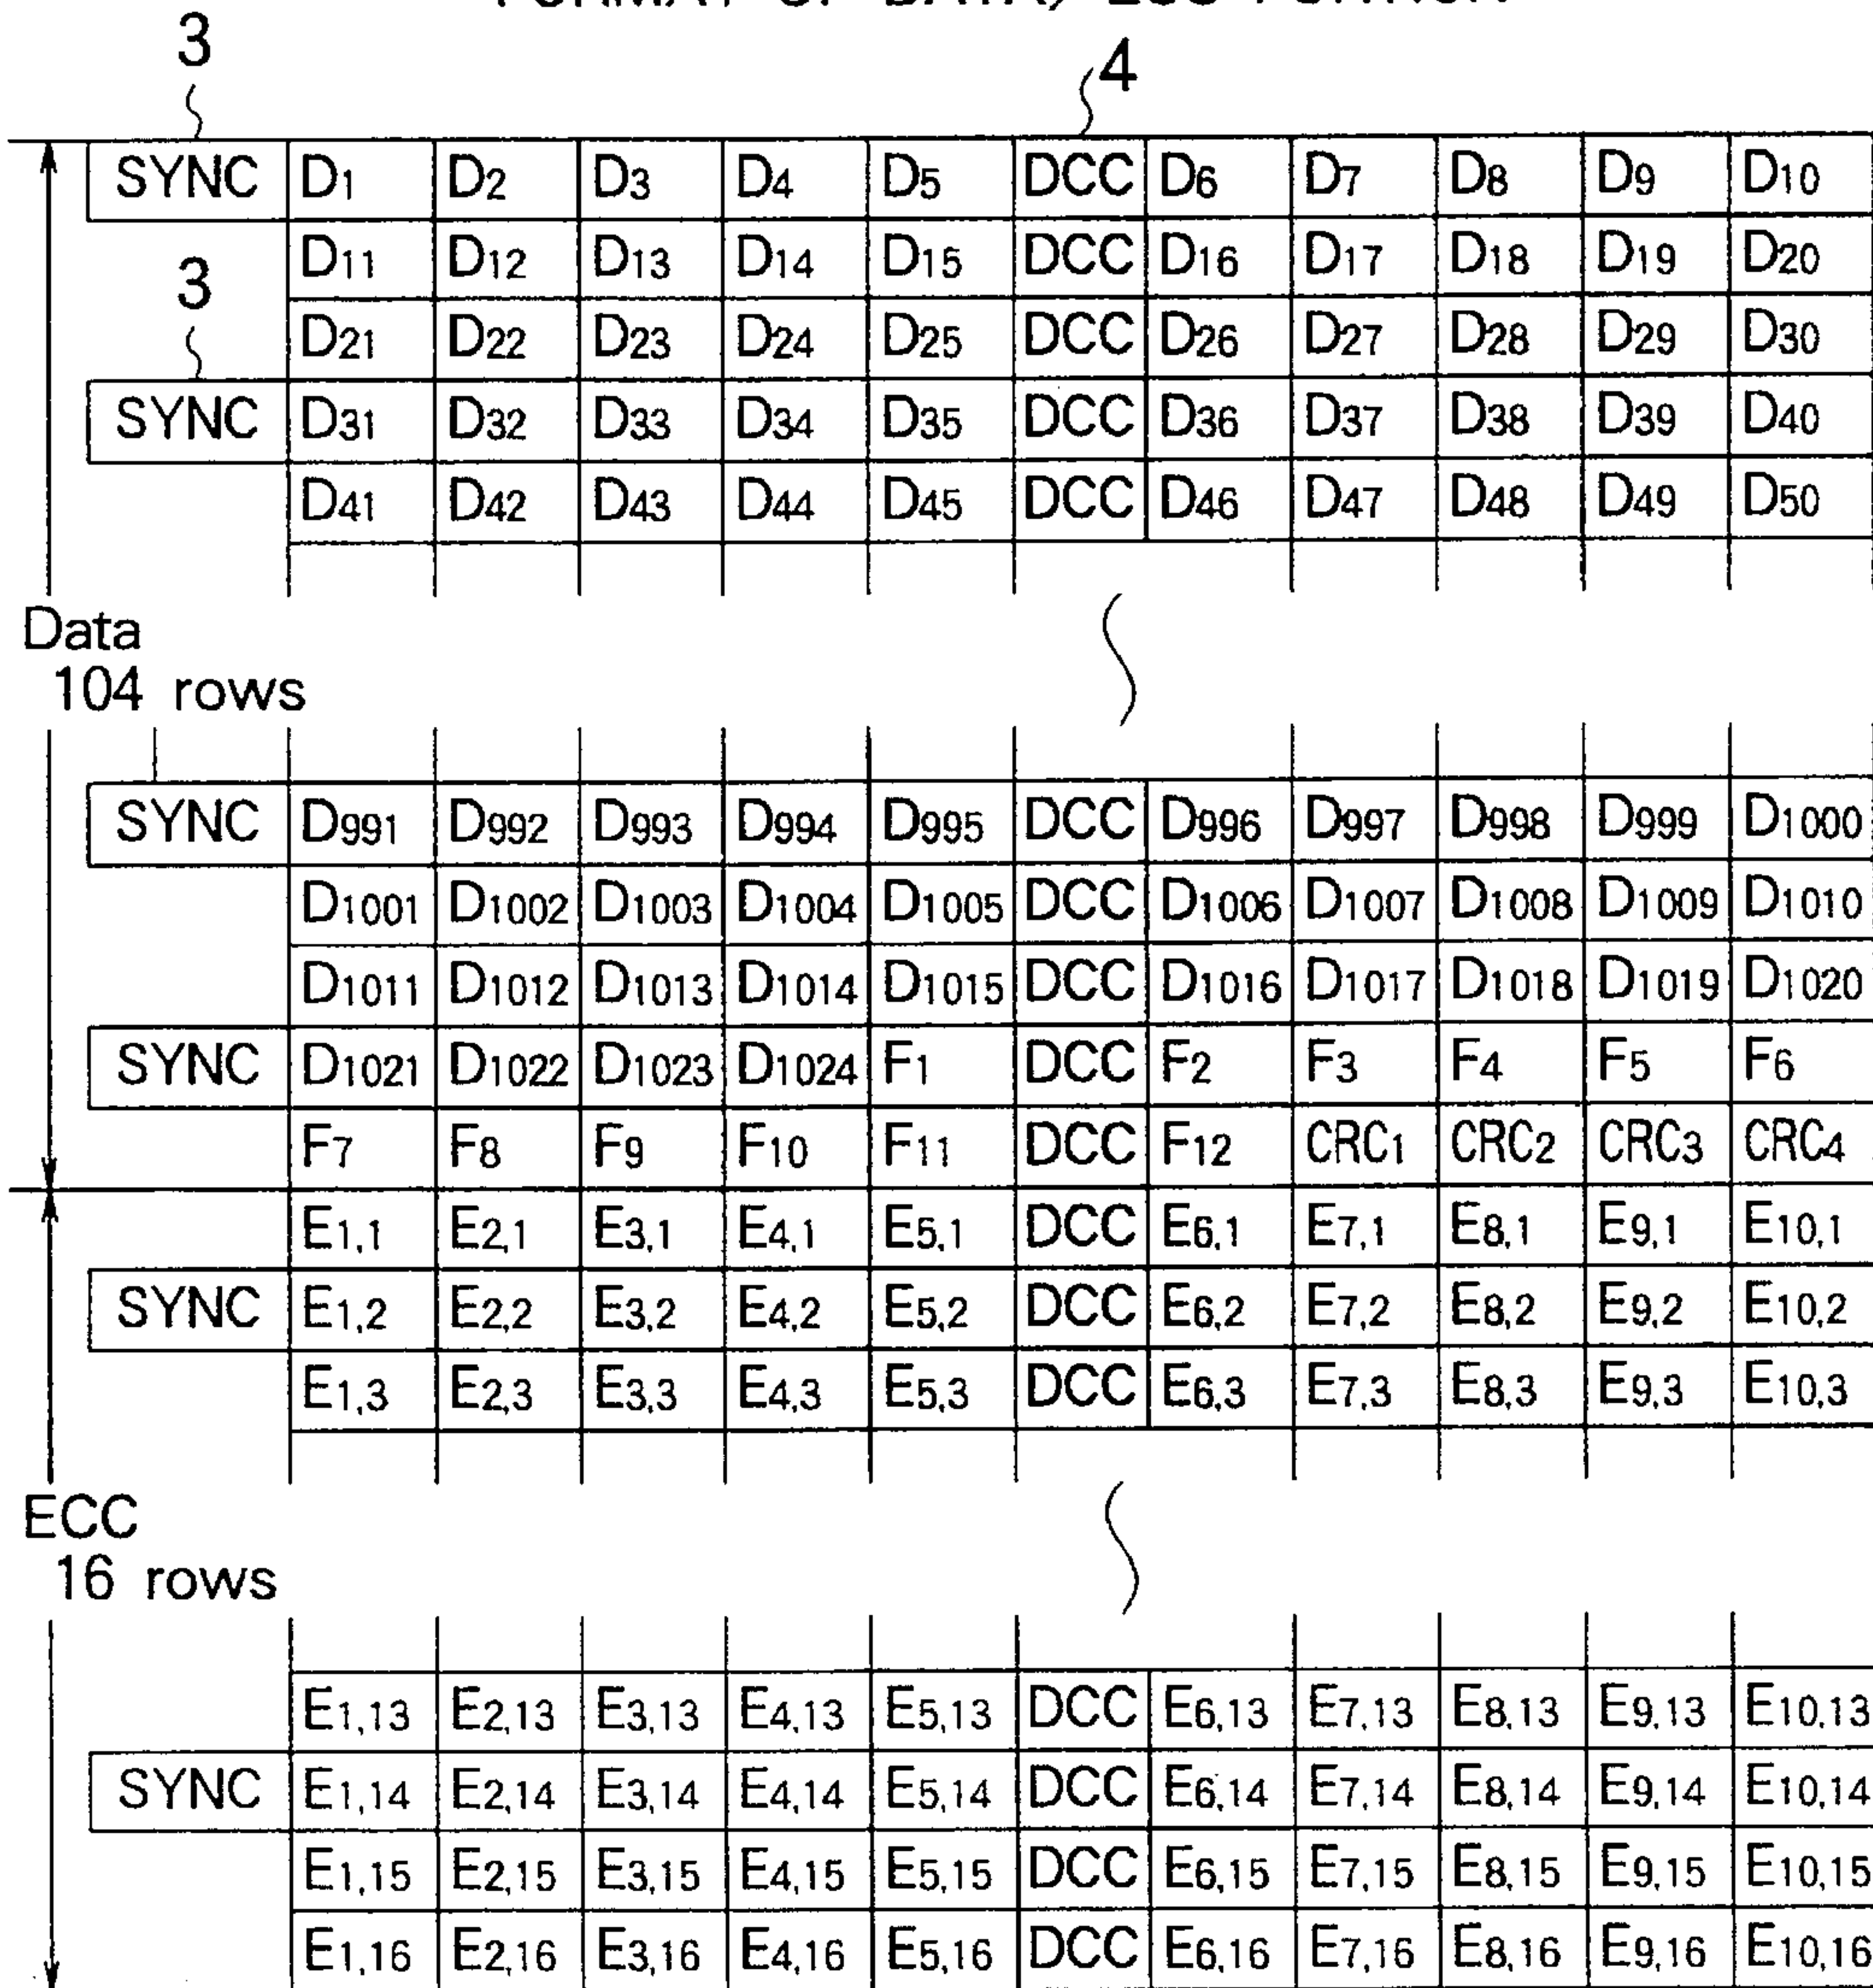 FORMAT OF DATA/ECC PORTION
3
4
SYNC D1 D2 D3 D4 D5 DCC D6 D7 D8 D9 D10
D11 D12 D13 D14 D15 DCC D16 D17 D18 D19 D20
3
D21 D22 D23 D24 D25 DCC D26 D27 D28 D29 D30
SYNC D31 D32 D33 D34 D35 DCC D36 D37 D38 D39 D40
D41 D42 D43 D44 D45 DCC D46 D47 D48 D49 D50
Data
104 rows
SYNC D991 D992 D993 D994 D995 DCC D996 D997 D998 D999 D1000
D1001 D1002 D1003 D1004 D1005 DCC D1006 D1007 D1008 D1009 D1010
D1011 D1012 D1013 D1014 D1015 DCC D1016 D1017 D1018 D1019 D1020
SYNC D1021 D1022 D1023 D1024 F1 DCC F2 F3 F4 F5 F6
F7 F8 F9 F10 F11 DCC F12 CRC1 CRC2 CRC3 CRC4
E1,1 E2,1 E3,1 E4,1 E5,1 DCC E6,1 E7,1 E8,1 E9,1 E10,1
SYNC E1,2 E2,2 E3,2 E4,2 E5,2 DCC E6,2 E7,2 E8,2 E9,2 E10,2
E1,3 E2,3 E3,3 E4,3 E5,3 DCC E6,3 E7,3 E8,3 E9,3 E10,3
ECC
16 rows
E1,13 E2,13 E3,13 E4,13 E5,13 DCC E6,13 E7,13 E8,13 E9,13 E10,13
SYNC E1,14 E2,14 E3,14 E4,14 E5,14 DCC E6,14 E7,14 E8,14 E9,14 E10,14
E1,15 E2,15 E3,15 E4,15 E5,15 DCC E6,15 E7,15 E8,15 E9,15 E10,15
E1,16 E2,16 E3,16 E4,16 E5,16 DCC E6,16 E7,16 E8,16 E9,16 E10,16